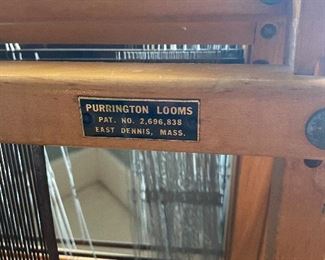 PURRINGTON LOOMS
PAT. NO. 2,696,838
EAST DENNIS, MASS.